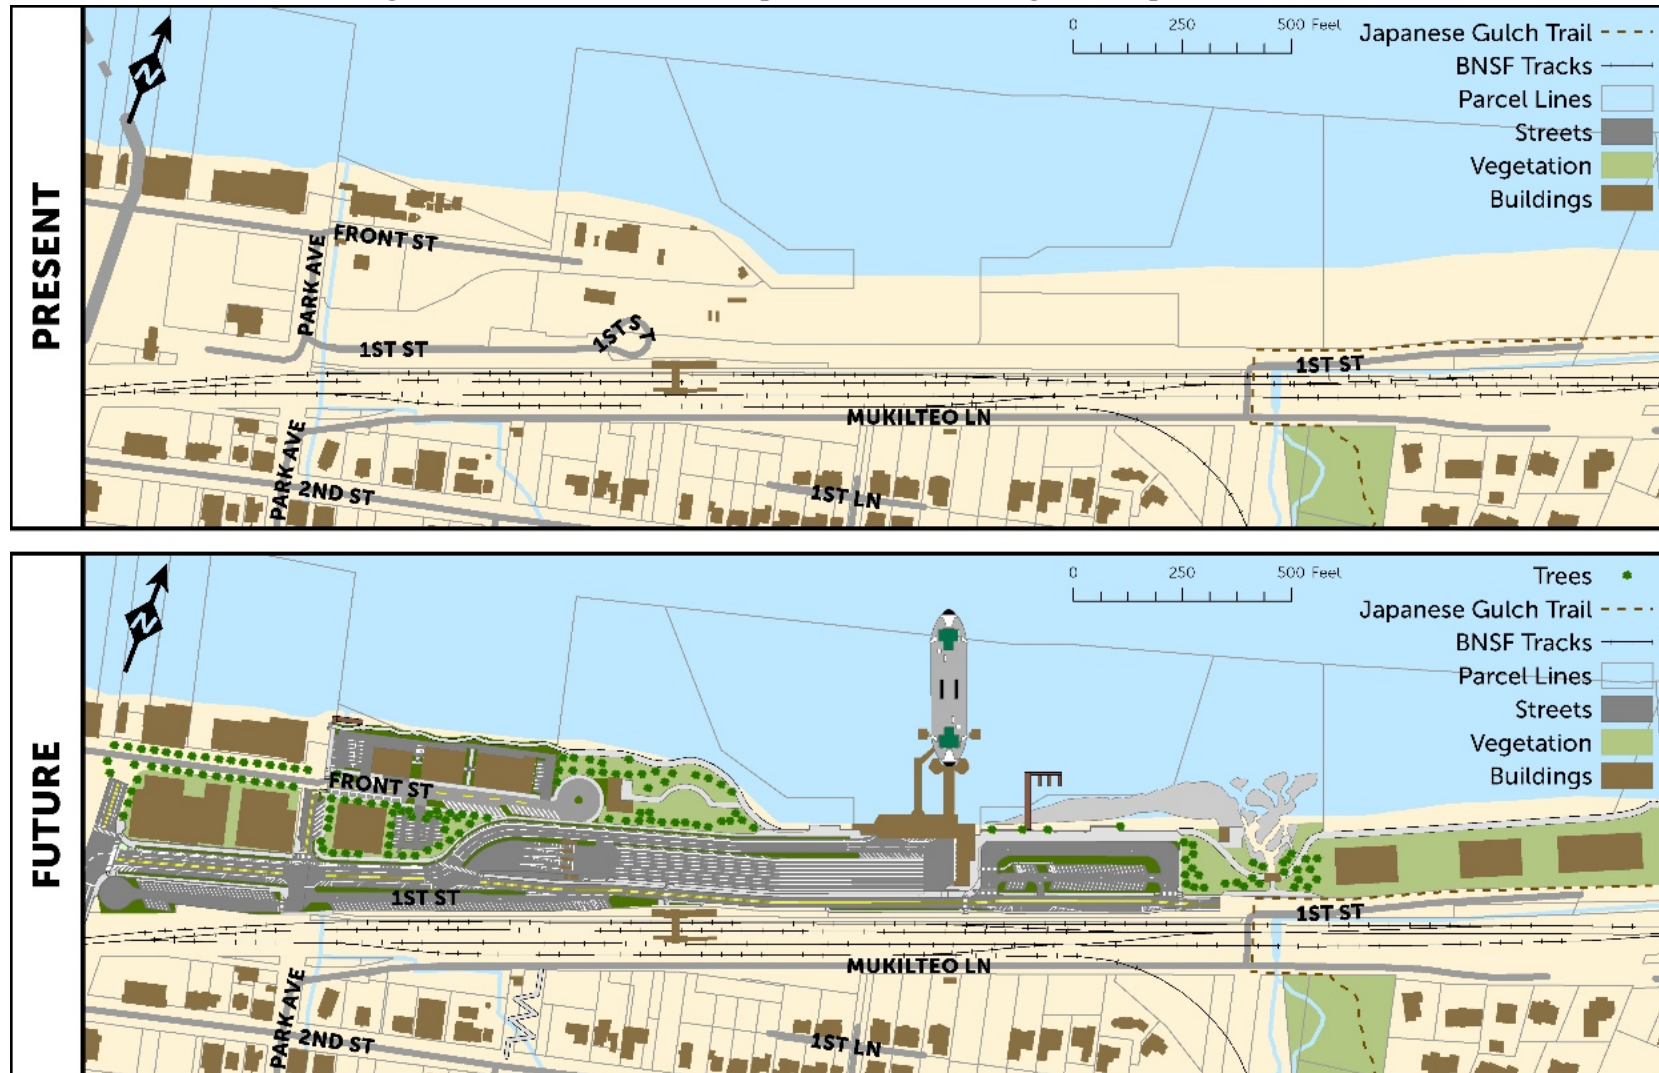 PRESENT
N
0 250 500 Feet
Japanese Gulch Trail
BNSF Tracks
Parcel Lines
Streets
Vegetation
Buildings
FRONT ST
PARK AVE
1ST ST
1ST ST
1ST ST
MUKILTEO LN
PARK AVE
2ND ST
1ST LN
FUTURE
N
0 250 500 Feet
Trees
Japanese Gulch Trail
BNSF Tracks
Parcel Lines
Streets
Vegetation
Buildings
FRONT ST
1ST ST
1ST ST
MUKILTEO LN
PARK AVE
2ND ST
1ST LN